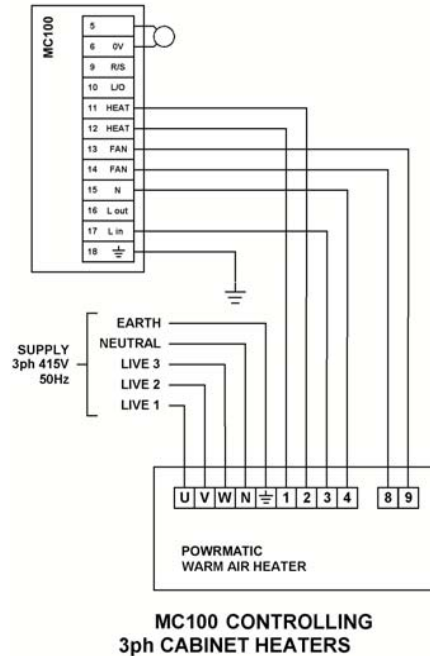 MC100
5
6 0V
9 R/S
10 L/O
11 HEAT
12 HEAT
13 FAN
14 FAN
15 N
16 L out
17 L in
18
EARTH
NEUTRAL
SUPPLY
3ph 415V
50Hz
LIVE 3
LIVE 2
LIVE 1
U V W N 1 2 3 4 8 9
POWRMATIC
WARM AIR HEATER
MC100 CONTROLLING
3ph CABINET HEATERS